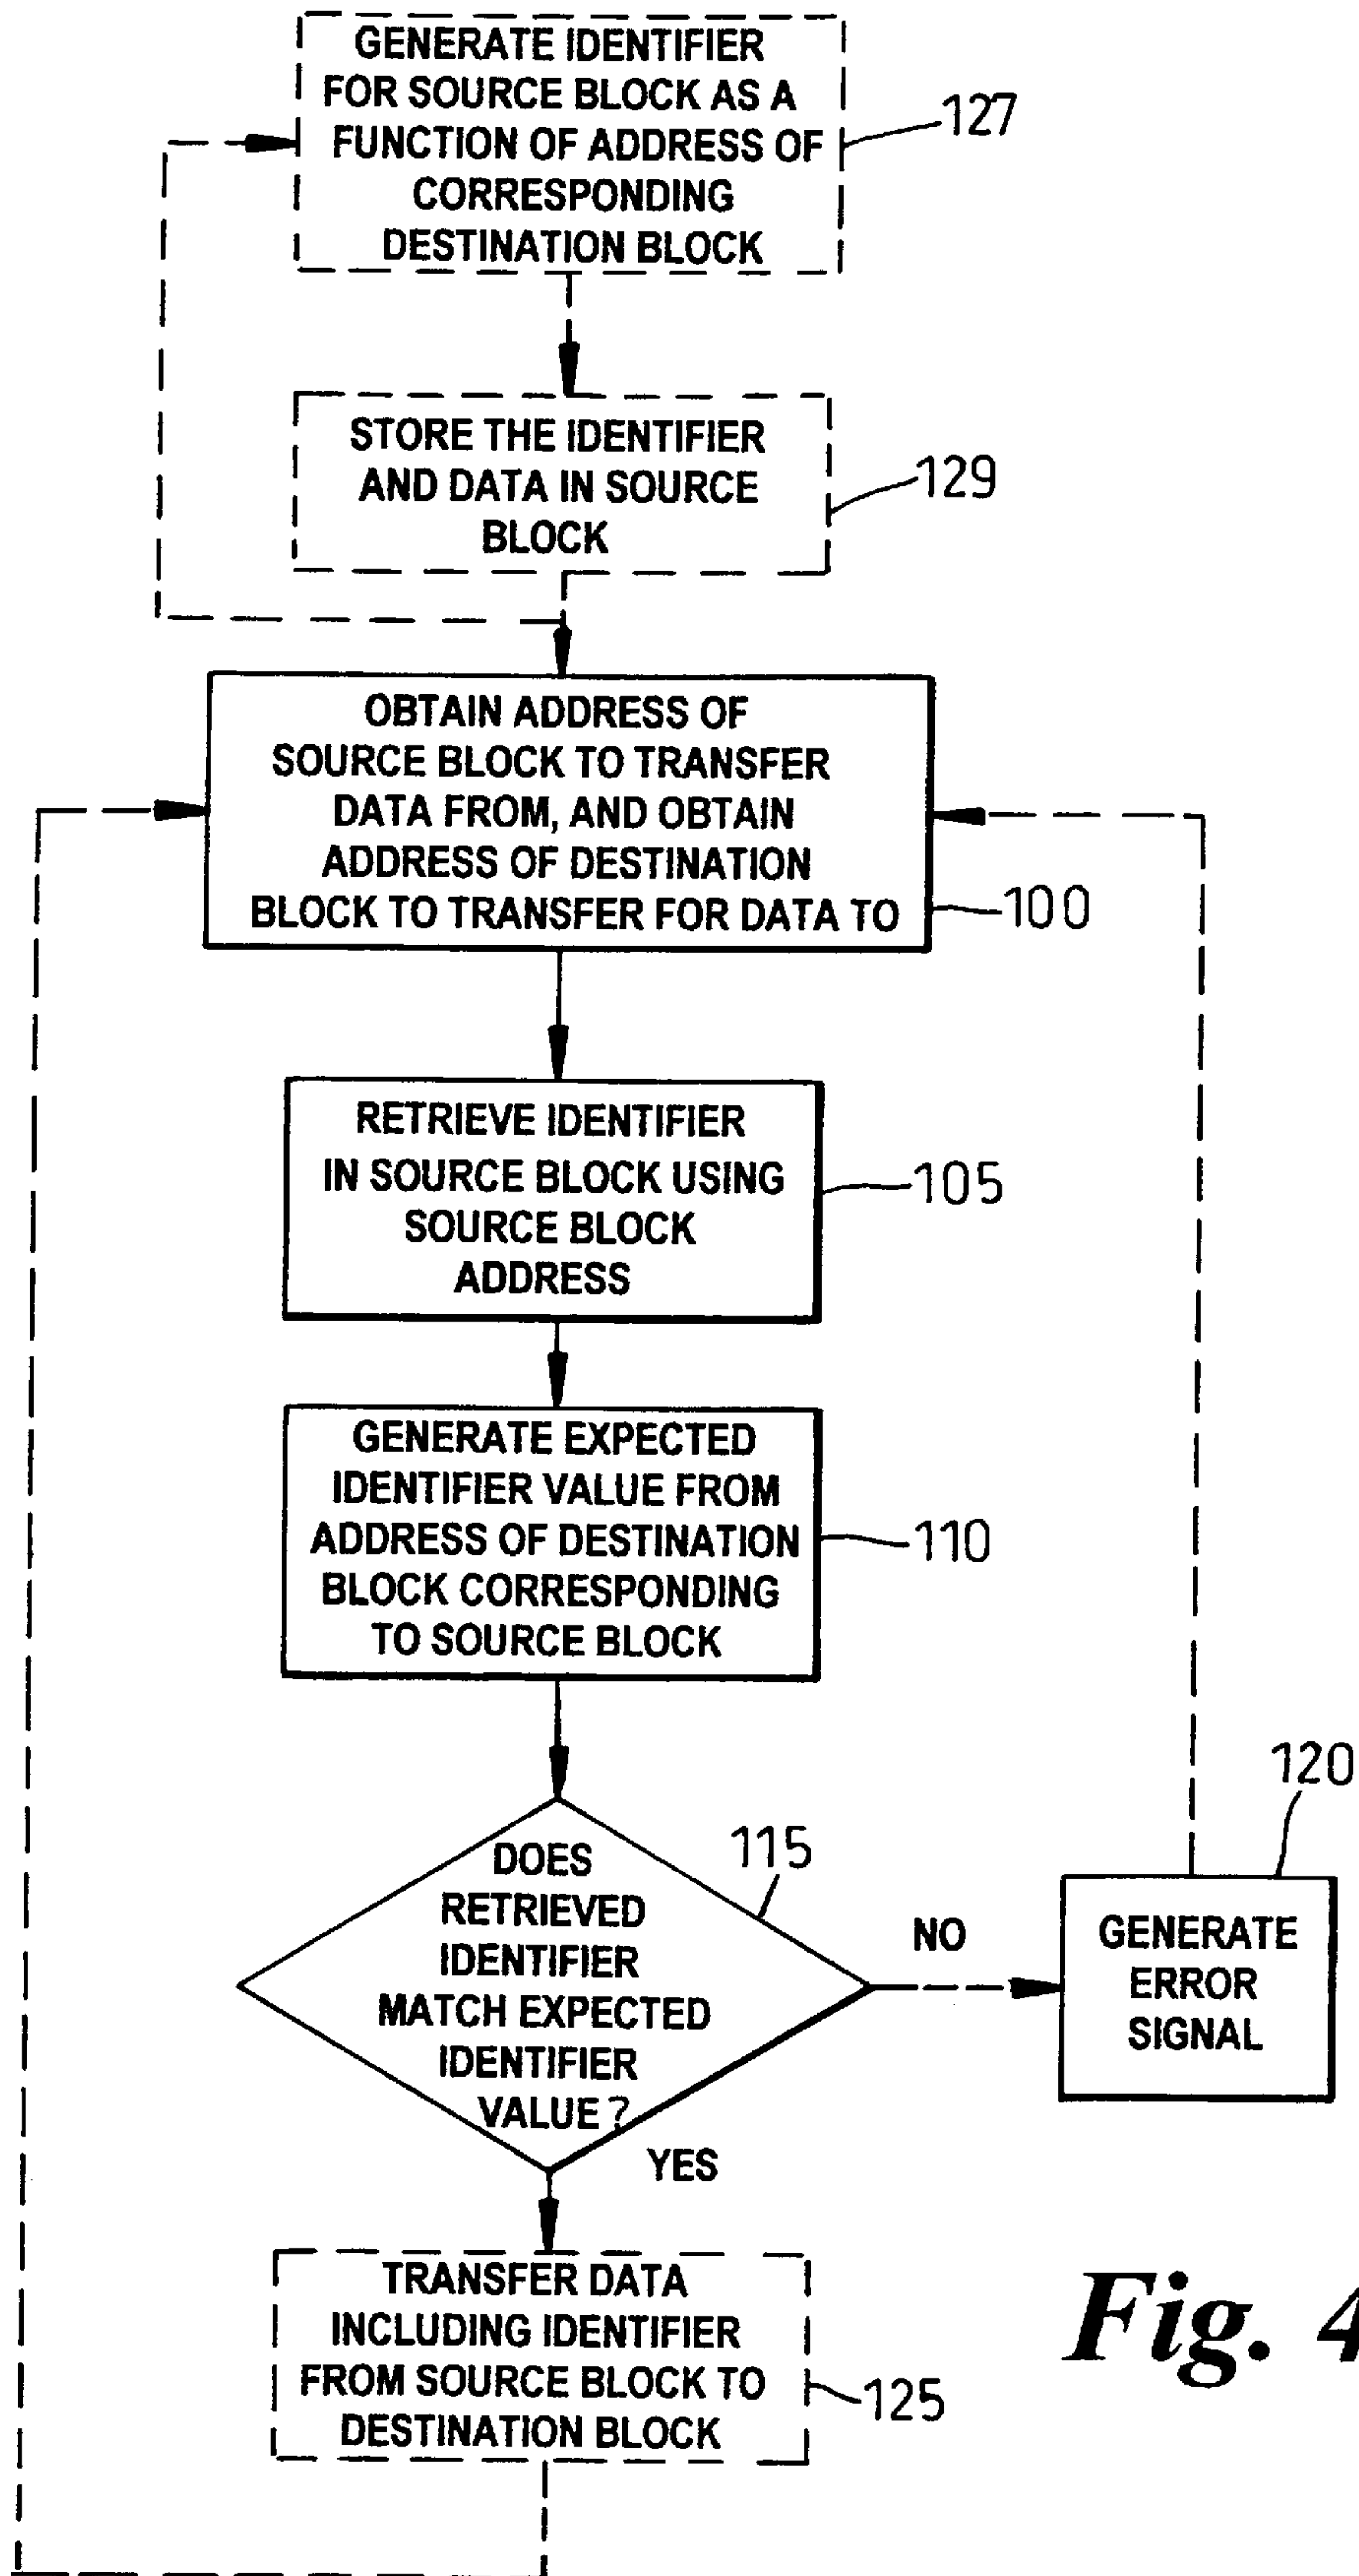 GENERATE IDENTIFIER
FOR SOURCE BLOCK AS A
FUNCTION OF ADDRESS OF
CORRESPONDING
DESTINATION BLOCK
127
STORE THE IDENTIFIER
AND DATA IN SOURCE
BLOCK
129
OBTAIN ADDRESS OF
SOURCE BLOCK TO TRANSFER
DATA FROM, AND OBTAIN
ADDRESS OF DESTINATION
BLOCK TO TRANSFER FOR DATA TO
100
RETRIEVE IDENTIFIER
IN SOURCE BLOCK USING
SOURCE BLOCK
ADDRESS
105
GENERATE EXPECTED
IDENTIFIER VALUE FROM
ADDRESS OF DESTINATION
BLOCK CORRESPONDING
TO SOURCE BLOCK
110
DOES
RETRIEVED
IDENTIFIER
MATCH EXPECTED
IDENTIFIER
VALUE?
115
NO
GENERATE
ERROR
SIGNAL
120
YES
TRANSFER DATA
INCLUDING IDENTIFIER
FROM SOURCE BLOCK TO
DESTINATION BLOCK
125
Fig. 4